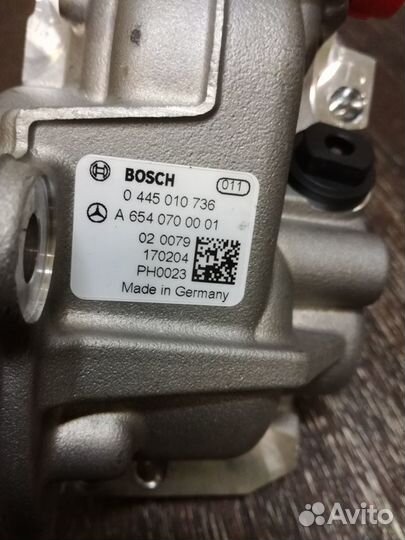 BOSCH 011
0 445 010 736
A 654 070 00 01
02 0079
170204
PH0023
Made in Germany
Avito